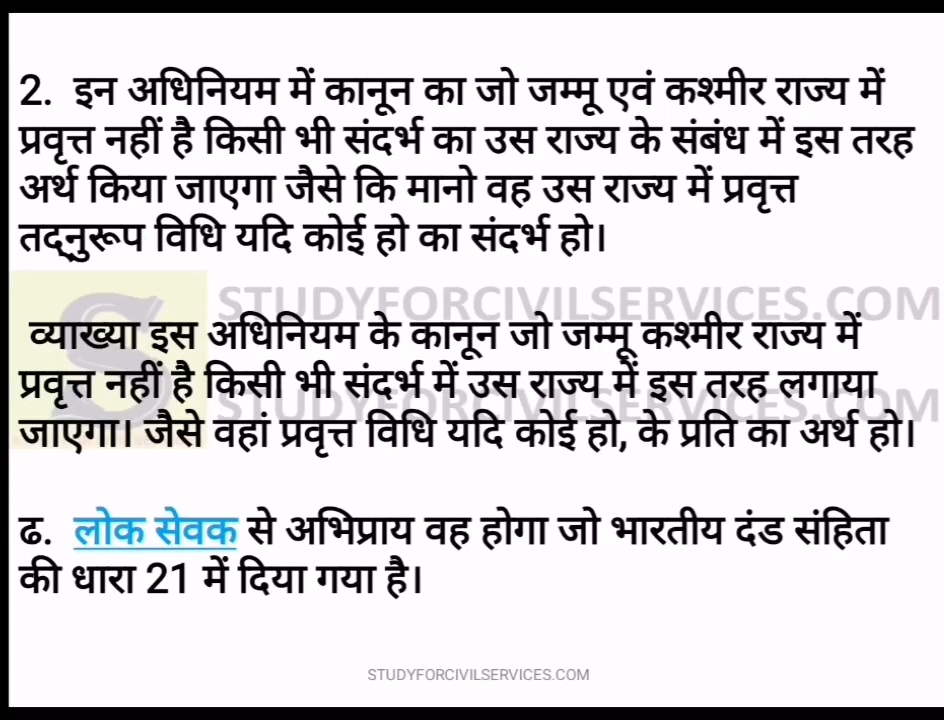 2. इन अधिनियम में कानून का जो जम्मू एवं कश्मीर राज्य में
प्रवृत्त नहीं है किसी भी संदर्भ का उस राज्य के संबंध में इस तरह
अर्थ किया जाएगा जैसे कि मानो वह उस राज्य में प्रवृत्त
तद्नुरूप विधि यदि कोई हो का संदर्भ हो।
STUDYFORCIVILSERVICES.COM
व्याख्या इस अधिनियम के कानून जो जम्मू कश्मीर राज्य में
प्रवृत्त नहीं है किसी भी संदर्भ में उस राज्य में इस तरह लगाया
STUDYFORCIVILSERVICES.COM
जाएगा। जैसे वहां प्रवृत्त विधि यदि कोई हो, के प्रति का अर्थ हो।
ढ. लोक सेवक से अभिप्राय वह होगा जो भारतीय दंड संहिता
की धारा 21 में दिया गया है।
STUDYFORCIVILSERVICES.COM